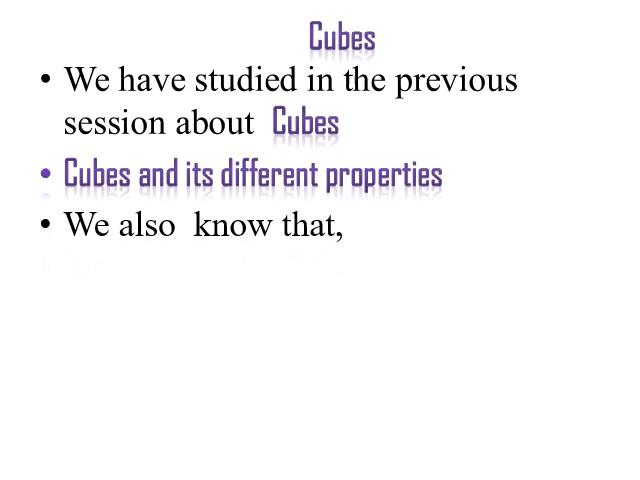 Cubes
• We have studied in the previous
session about Cubes
• Cubes and its different properties
• We also know that,